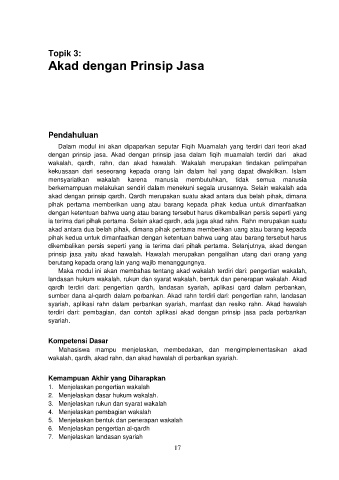 Topik 3:
Akad dengan Prinsip Jasa
Pendahuluan
Dalam modul ini akan dipaparkan seputar Fiqih Muamalah yang terdiri dari teori akad
dengan prinsip jasa. Akad dengan prinsip jasa dalam fiqih muamalah terdiri dari akad
wakalah, qardh, rahn, dan akad hawalah. Wakalah merupakan tindakan pelimpahan
kekuasaan dari seseorang kepada orang lain dalam hal yang dapat diwakilkan. Islam
mensyariatkan wakalah karena manusia membutuhkan, tidak semua manusia
berkemampuan melakukan sendiri dalam menekuni segala urusannya. Selain wakalah ada
akad dengan prinsip qardh. Qardh merupakan suatu akad antara dua belah pihak, dimana
pihak pertama memberikan uang atau barang kepada pihak kedua untuk dimanfaatkan
dengan ketentuan bahwa uang atau barang tersebut harus dikembalikan persis seperti yang
ia terima dari pihak pertama. Selain akad qardh, ada juga akad rahn. Rahn merupakan suatu
akad antara dua belah pihak, dimana pihak pertama memberikan uang atau barang kepada
pihak kedua untuk dimanfaatkan dengan ketentuan bahwa uang atau barang tersebut harus
dikembalikan persis seperti yang ia terima dari pihak pertama. Selanjutnya, akad dengan
prinsip jasa yaitu akad hawalah. Hawalah merupakan pengalihan utang dari orang yang
berutang kepada orang lain yang wajib menanggungnya.
Maka modul ini akan membahas tentang akad wakalah terdiri dari: pengertian wakalah,
landasan hukum wakalah, rukun dan syarat wakalah, bentuk dan penerapan wakalah. Akad
qardh terdiri dari: pengertian qardh, landasan syariah, aplikasi qard dalam perbankan,
sumber dana al-qardh dalam perbankan. Akad rahn terdiri dari: pengertian rahn, landasan
syariah, aplikasi rahn dalam perbankan syariah, manfaat dan resiko rahn. Akad hawalah
terdiri dari: pembagian, dan contoh aplikasi akad dengan prinsip jasa pada perbankan
syariah.
Kompetensi Dasar
Mahasiswa mampu menjelaskan, membedakan, dan mengimplementasikan akad
wakalah, qardh, akad rahn, dan akad hawalah di perbankan syariah.
Kemampuan Akhir yang Diharapkan
1. Menjelaskan pengertian wakalah
2. Menjelaskan dasar hukum wakalah.
3. Menjelaskan rukun dan syarat wakalah
4. Menjelaskan pembagian wakalah
5. Menjelaskan bentuk dan penerapan wakalah
6. Menjelaskan pengertian al-qardh
7. Menjelaskan landasan syariah
17